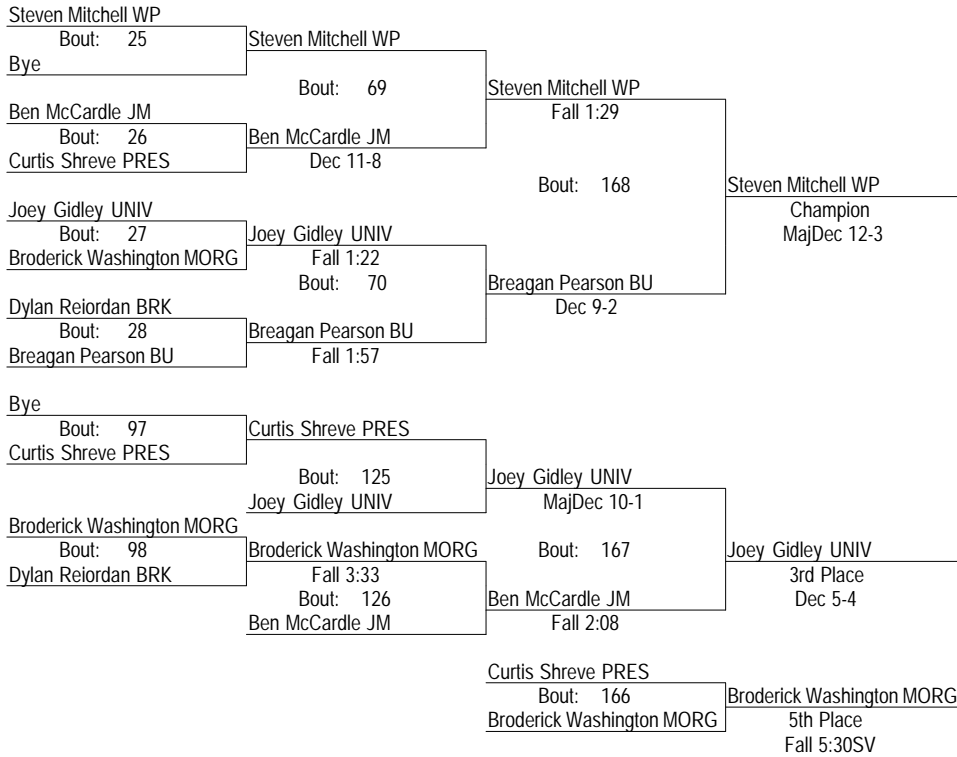 Steven Mitchell WP
Bout: 25
Bye
Steven Mitchell WP
Bout: 69
Ben McCardle JM
Bout: 26
Curtis Shreve PRES
Ben McCardle JM
Dec 11-8
Steven Mitchell WP
Fall 1:29
Bout: 168
Joey Gidley UNIV
Bout: 27
Broderick Washington MORG
Joey Gidley UNIV
Fall 1:22
Bout: 70
Dylan Reiordan BRK
Bout: 28
Breagan Pearson BU
Breagan Pearson BU
Fall 1:57
Breagan Pearson BU
Dec 9-2
Steven Mitchell WP
Champion
MajDec 12-3
Bye
Bout: 97
Curtis Shreve PRES
Curtis Shreve PRES
Bout: 125
Joey Gidley UNIV
Joey Gidley UNIV
MajDec 10-1
Bout: 167
Broderick Washington MORG
Bout: 98
Dylan Reiordan BRK
Broderick Washington MORG
Fall 3:33
Bout: 126
Ben McCardle JM
Ben McCardle JM
Fall 2:08
Joey Gidley UNIV
3rd Place
Dec 5-4
Curtis Shreve PRES
Bout: 166
Broderick Washington MORG
Broderick Washington MORG
5th Place
Fall 5:30SV